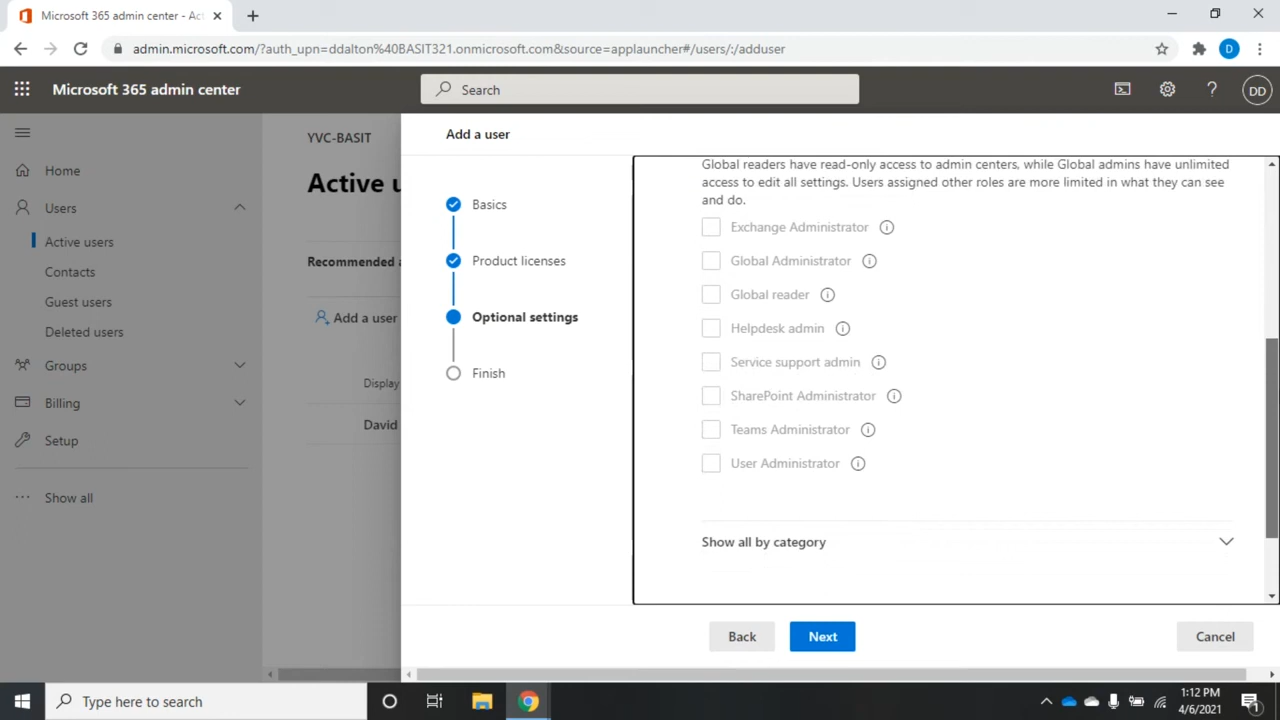 Microsoft 365 admin center - Act
admin.microsoft.com/?auth_upn=ddalton%40BASIT321.onmicrosoft.com&source=applauncher#/users/:/adduser
D
Microsoft 365 admin center
Search
DD
Home
Users
Active users
Contacts
Guest users
Deleted users
Groups
Billing
Setup
Show all
YVC-BASIT
Active u
Recommended a
Add a user
Display
David
Add a user
Basics
Product licenses
Optional settings
Finish
Global readers have read-only access to admin centers, while Global admins have unlimited
access to edit all settings. Users assigned other roles are more limited in what they can see
and do.
Exchange Administrator
Global Administrator
Global reader
Helpdesk admin
Service support admin
SharePoint Administrator
Teams Administrator
User Administrator
Show all by category
Back
Next
Cancel
Type here to search
1:12 PM
4/6/2021
1